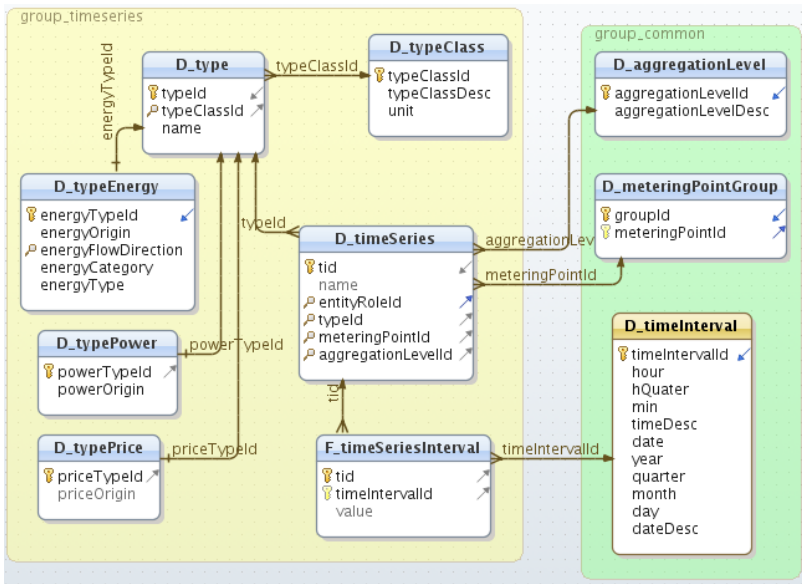 group_timeseries
D_type
typeId
typeClassId
name
typeClassId
D_typeClass
typeClassId
typeClassDesc
unit
energyTypeId
D_typeEnergy
energyTypeId
energyOrigin
energyFlowDirection
energyCategory
energyType
typeId
D_timeSeries
tid
name
entityRoleId
typeId
meteringPointId
aggregationLevelId
aggregationLev
meteringPointId
D_typePower
powerTypeId
powerOrigin
powerTypeId
D_typePrice
priceTypeId
priceOrigin
priceTypeId
tid
F_timeSeriesInterval
tid
timeIntervalId
value
timeIntervalId
group_common
D_aggregationLevel
aggregationLevelId
aggregationLevelDesc
D_meteringPointGroup
groupId
meteringPointId
D_timeInterval
timeIntervalId
hour
hQuater
min
timeDesc
date
year
quarter
month
day
dateDesc